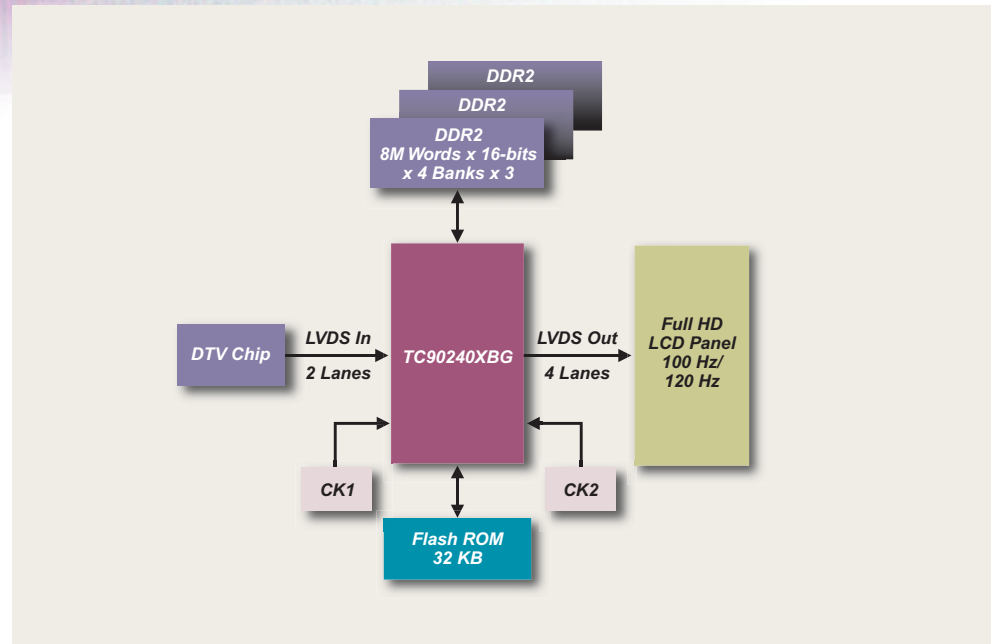 DDR2
DDR2
DDR2
8M Words x 16-bits
x 4 Banks x 3
DTV Chip
LVDS In
2 Lanes
TC90240XBG
LVDS Out
4 Lanes
Full HD
LCD Panel
100 Hz/
120 Hz
CK1
CK2
Flash ROM
32 KB